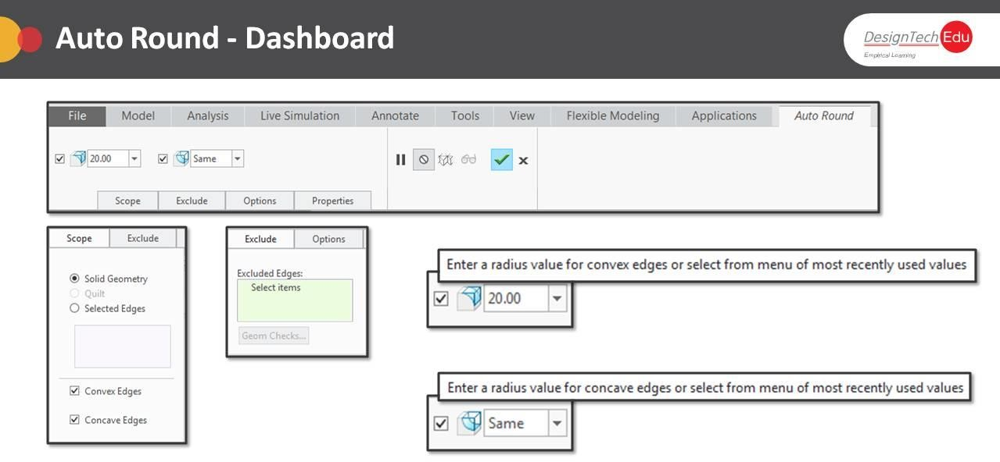 Auto Round - Dashboard
DesignTech Edu
Empirical Learning
File Model Analysis Live Simulation Annotate Tools View Flexible Modeling Applications Auto Round
20.00 Same
Scope Exclude Options Properties
Scope Exclude
Solid Geometry
Quilt
Selected Edges
Convex Edges
Concave Edges
Exclude Options
Excluded Edges:
Select items
Geom Checks...
Enter a radius value for convex edges or select from menu of most recently used values
20.00
Enter a radius value for concave edges or select from menu of most recently used values
Same